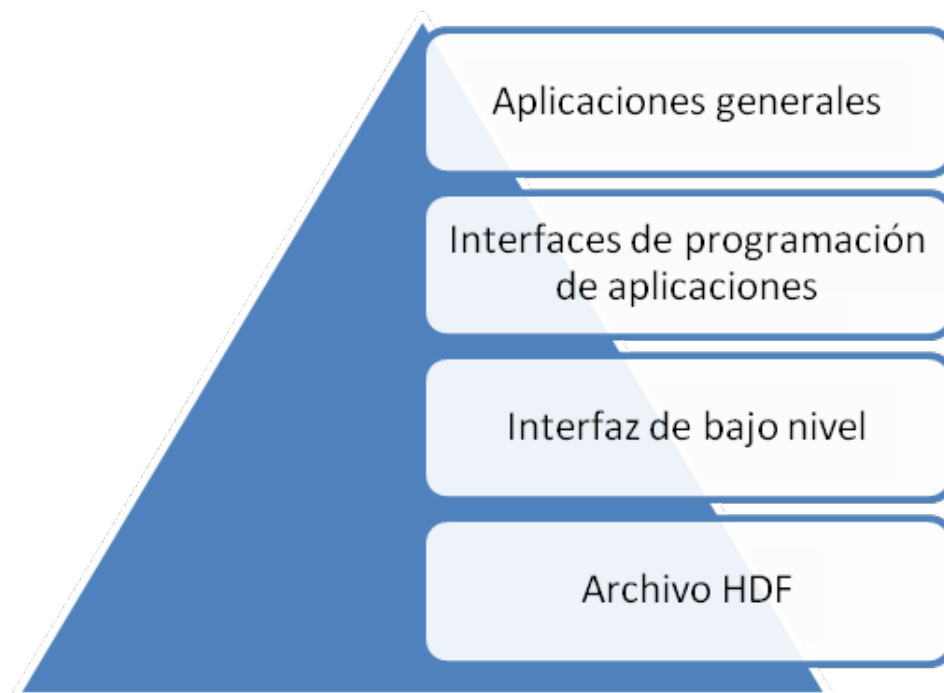 Aplicaciones generales
Interfaces de programación
de aplicaciones
Interfaz de bajo nivel
Archivo HDF